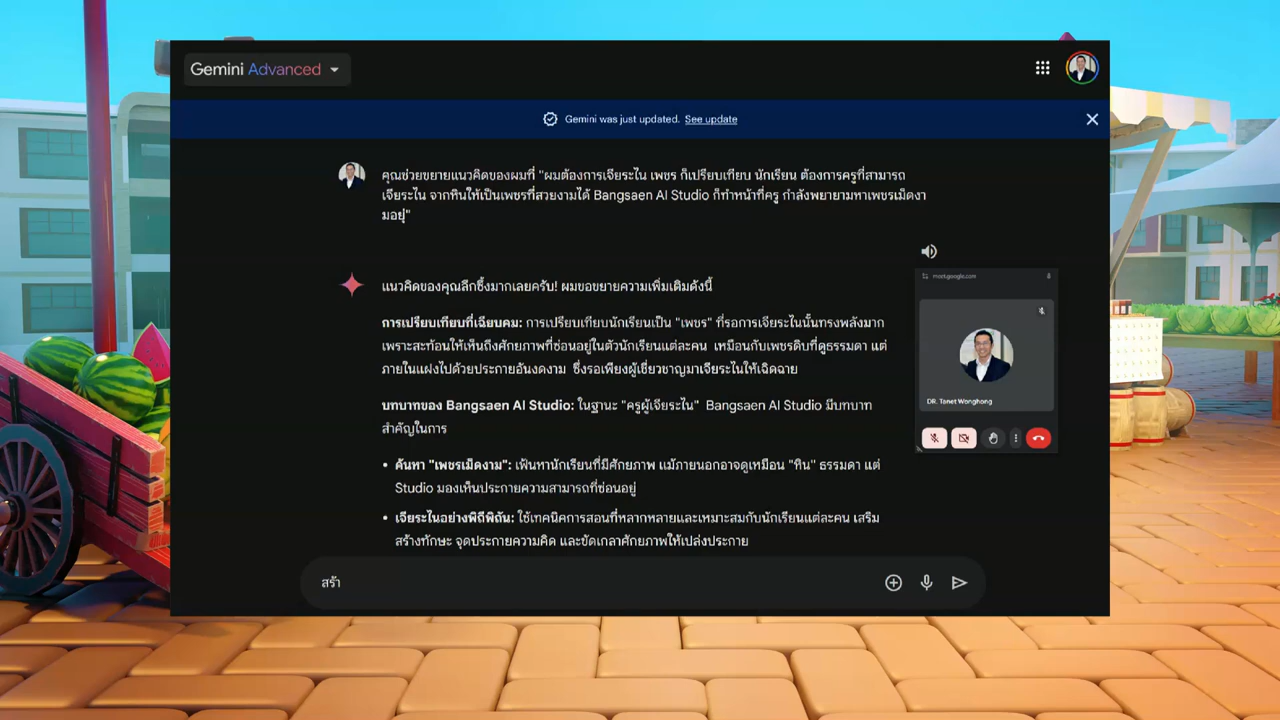 Gemini Advanced
Gemini was just updated. See update
คุณช่วยขยายแนวคิดของผมที่ "ผมต้องการเจียระไน เพชร ก็เปรียบเทียบ นักเรียน ต้องการครูที่สามารถ
เจียระไน จากหินให้เป็นเพชรที่สวยงามได้ Bangsaen AI Studio ก็ทำหน้าที่ครู กำลังพยายามหาเพชรเม็ดงา
มอยู่"
แนวคิดของคุณลึกซึ้งมากเลยครับ! ผมขอขยายความเพิ่มเติมดังนี้
meet.google.com
การเปรียบเทียบที่เฉียบคม: การเปรียบเทียบนักเรียนเป็น "เพชร" ที่รอการเจียระไนนั้นทรงพลังมาก
เพราะสะท้อนให้เห็นถึงศักยภาพที่ซ่อนอยู่ในตัวนักเรียนแต่ละคน เหมือนกับเพชรดิบที่ดูธรรมดา แต่
ภายในแฝงไปด้วยประกายอันงดงาม ซึ่งรอเพียงผู้เชี่ยวชาญมาเจียระไนให้เฉิดฉาย
DR. Tanet Wonghong
บทบาทของ Bangsaen AI Studio: ในฐานะ "ครูผู้เจียระไน" Bangsaen AI Studio มีบทบาท
สำคัญในการ
• ค้นหา "เพชรเม็ดงาม": เฟ้นหานักเรียนที่มีศักยภาพ แม้ภายนอกอาจดูเหมือน "หิน" ธรรมดา แต่
Studio มองเห็นประกายความสามารถที่ซ่อนอยู่
• เจียระไนอย่างพิถีพิถัน: ใช้เทคนิคการสอนที่หลากหลายและเหมาะสมกับนักเรียนแต่ละคน เสริม
สร้างทักษะ จุดประกายความคิด และขัดเกลาศักยภาพให้เปล่งประกาย
สร้า